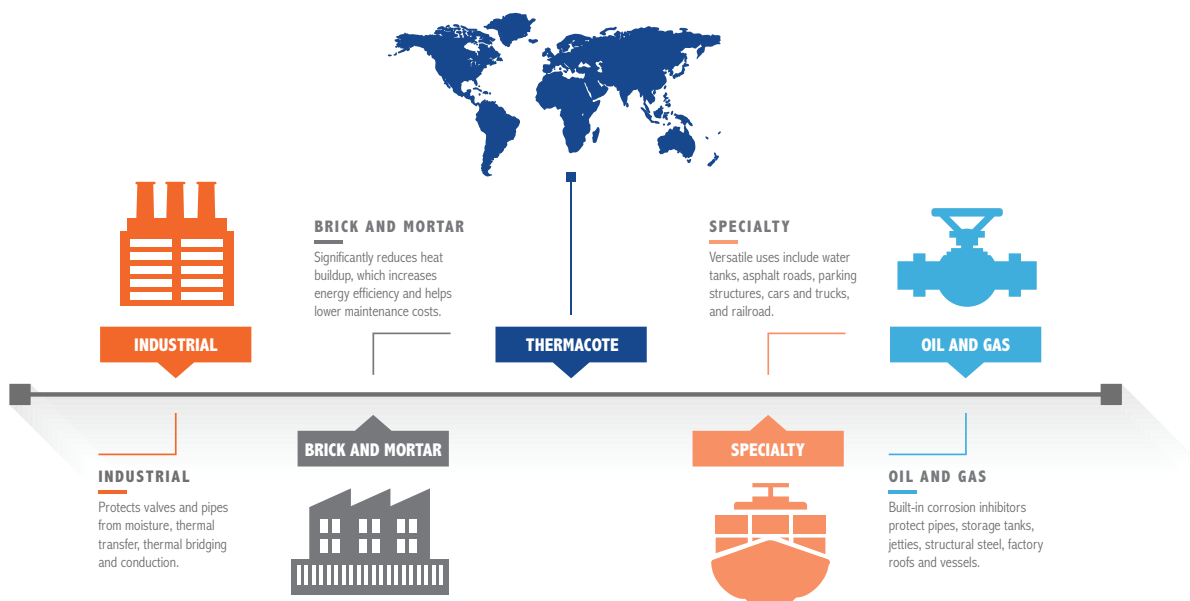 BRICK AND MORTAR
Significantly reduces heat
buildup, which increases
energy efficiency and helps
lower maintenance costs.
SPECIALTY
Versatile uses include water
tanks, asphalt roads, parking
structures, cars and trucks,
and railroad.
INDUSTRIAL
THERMACOTE
OIL AND GAS
BRICK AND MORTAR
SPECIALTY
INDUSTRIAL
Protects valves and pipes
from moisture, thermal
transfer, thermal bridging
and conduction.
OIL AND GAS
Built-in corrosion inhibitors
protect pipes, storage tanks,
jetties, structural steel, factory
roofs and vessels.